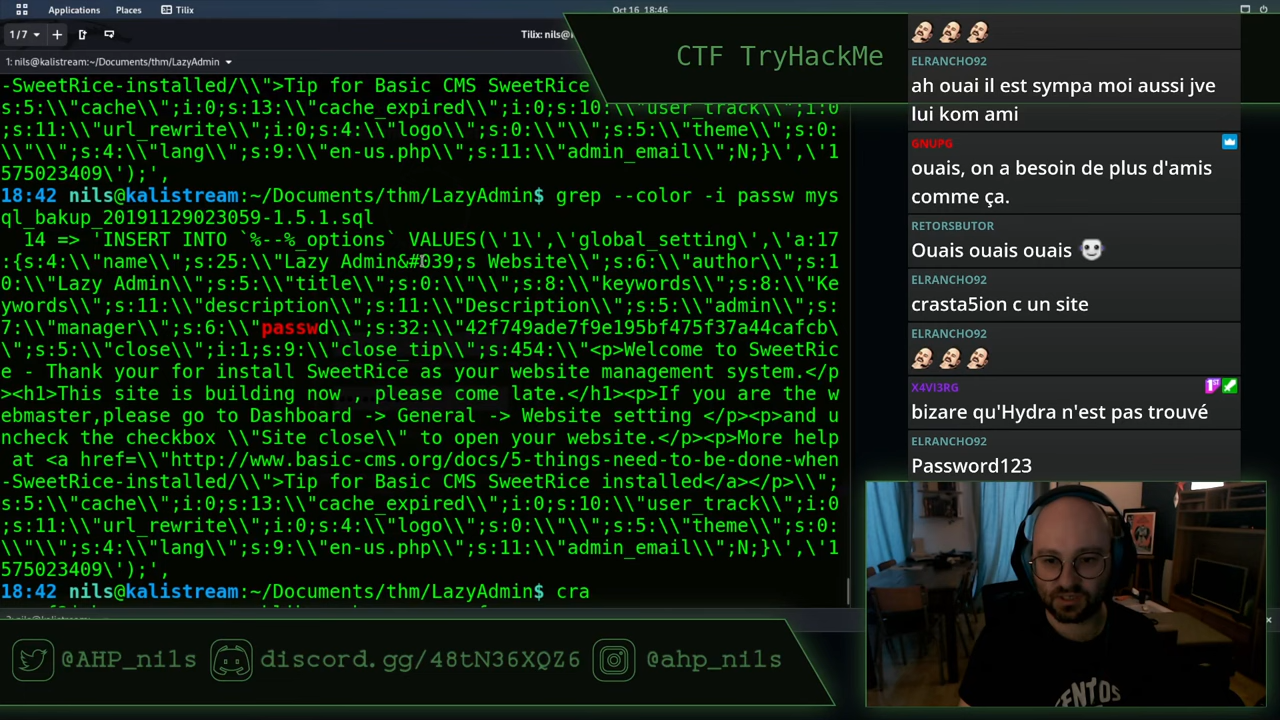 Applications Places Tilix
Oct 16 18:46
1/7
Tilix: nils@
1: nils@kalistream:~/Documents/thm/LazyAdmin
-SweetRice-installed/\\">Tip for Basic CMS SweetRice
s:5:\\"cache\\";i:0;s:13:\\"cache_expired\\";i:0;s:10:\\"user_track\\";i:0
;s:11:\\"url_rewrite\\";i:0;s:4:\\"logo\\";s:0:\\"\\";s:5:\\"theme\\";s:0:
\\"\\";s:4:\\"lang\\";s:9:\\"en-us.php\\";s:11:\\"admin_email\\";N;}\',\'1
575023409\');',
18:42 nils@kalistream:~/Documents/thm/LazyAdmin$ grep --color -i passw mys
ql_bakup_20191129023059-1.5.1.sql
14 => 'INSERT INTO `%--%_options` VALUES(\'1\',\'global_setting\',\'a:17
:{s:4:\\"name\\";s:25:\\"Lazy Admin&#039;s Website\\";s:6:\\"author\\";s:1
0:\\"Lazy Admin\\";s:5:\\"title\\";s:0:\\"\\";s:8:\\"keywords\\";s:8:\\"Ke
ywords\\";s:11:\\"description\\";s:11:\\"Description\\";s:5:\\"admin\\";s:
7:\\"manager\\";s:6:\\"passwd\\";s:32:\\"42f749ade7f9e195bf475f37a44cafcb\
\";s:5:\\"close\\";i:1;s:9:\\"close_tip\\";s:454:\\"<p>Welcome to SweetRic
e - Thank your for install SweetRice as your website management system.</p
><h1>This site is building now , please come late.</h1><p>If you are the w
ebmaster,please go to Dashboard -> General -> Website setting </p><p>and u
ncheck the checkbox \\"Site close\\" to open your website.</p><p>More help
at <a href=\\"http://www.basic-cms.org/docs/5-things-need-to-be-done-when
-SweetRice-installed/\\">Tip for Basic CMS SweetRice installed</a></p>\\";
s:5:\\"cache\\";i:0;s:13:\\"cache_expired\\";i:0;s:10:\\"user_track\\";i:0
;s:11:\\"url_rewrite\\";i:0;s:4:\\"logo\\";s:0:\\"\\";s:5:\\"theme\\";s:0:
\\"\\";s:4:\\"lang\\";s:9:\\"en-us.php\\";s:11:\\"admin_email\\";N;}\',\'1
575023409\');',
18:42 nils@kalistream:~/Documents/thm/LazyAdmin$ cra
CTF TryHackMe
ELRANCHO92
ah ouai il est sympa moi aussi jve
lui kom ami
GNUPG
ouais, on a besoin de plus d'amis
comme ça.
RETORSBUTOR
Ouais ouais ouais
ELRANCHO92
crasta5ion c un site
ELRANCHO92
X4VI3RG
bizare qu'Hydra n'est pas trouvé
ELRANCHO92
Password123
@AHP_nils
discord.gg/48tN36XQZ6
@ahp_nils